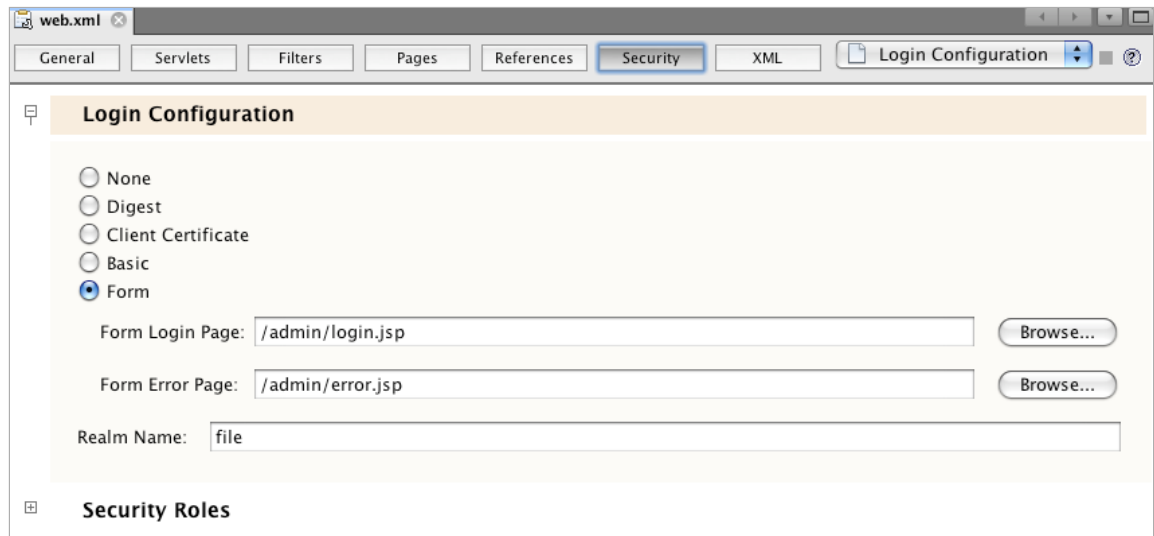 web.xml
General Servlets Filters Pages References Security XML Login Configuration
Login Configuration
None
Digest
Client Certificate
Basic
Form
Form Login Page: /admin/login.jsp Browse...
Form Error Page: /admin/error.jsp Browse...
Realm Name: file
Security Roles